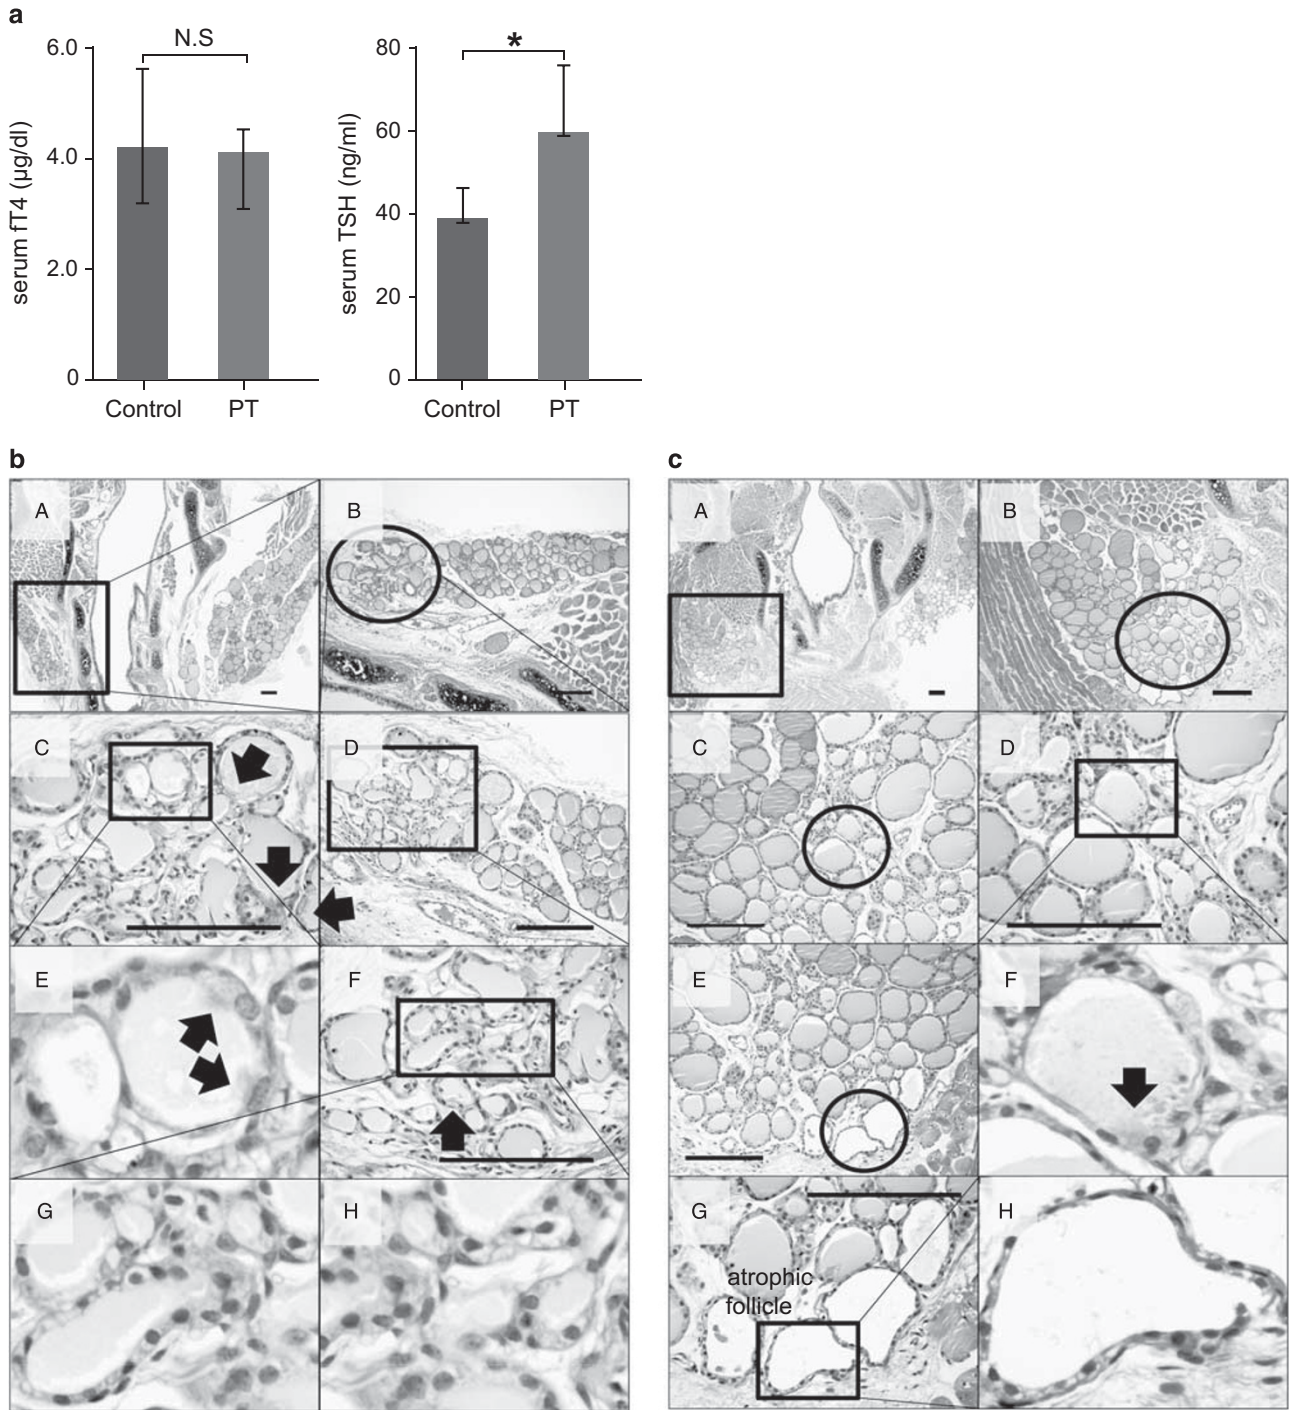 a
N.S
6.0
4.0
2.0
0
serum fT4 (µg/dl)
Control
PT
*
80
60
40
20
0
serum TSH (ng/ml)
Control
PT
b
A
B
C
D
E
F
G
H
c
A
B
C
D
E
F
G
H
atrophic
follicle